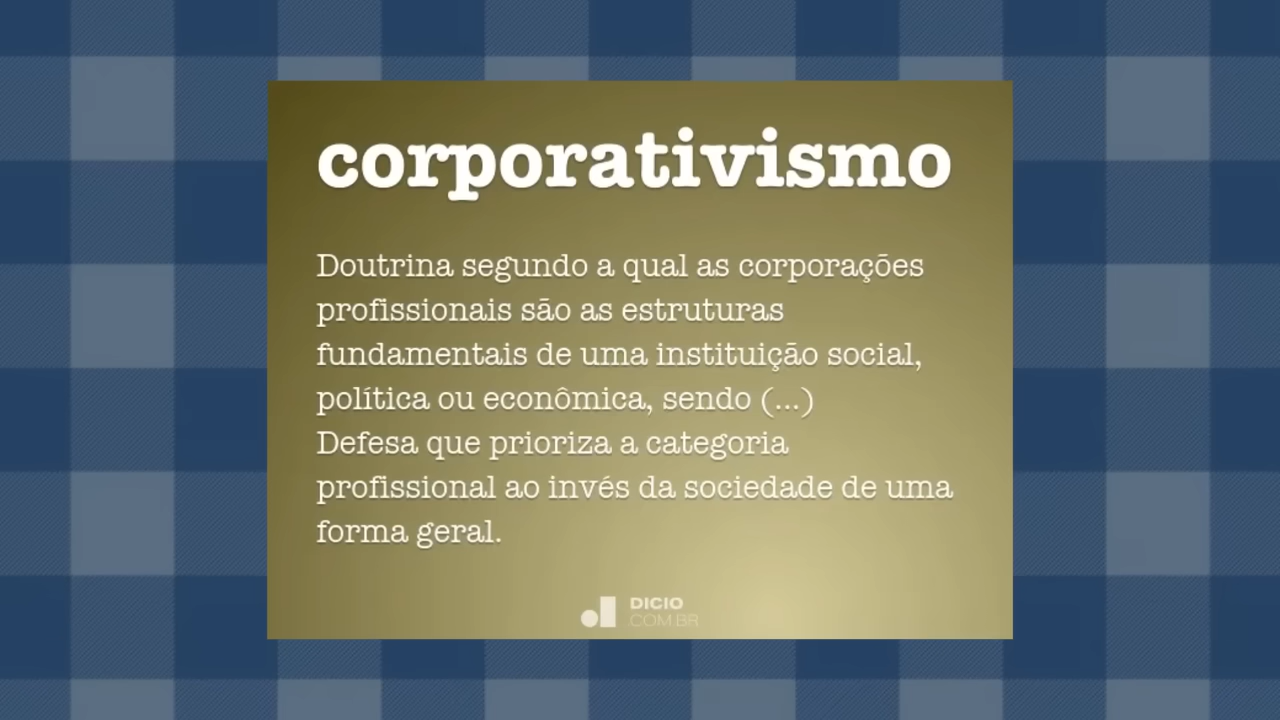 corporativismo
Doutrina segundo a qual as corporações
profissionais são as estruturas
fundamentais de uma instituição social,
política ou econômica, sendo (...)
Defesa que prioriza a categoria
profissional ao invés da sociedade de uma
forma geral.
DICIO
COM.BR